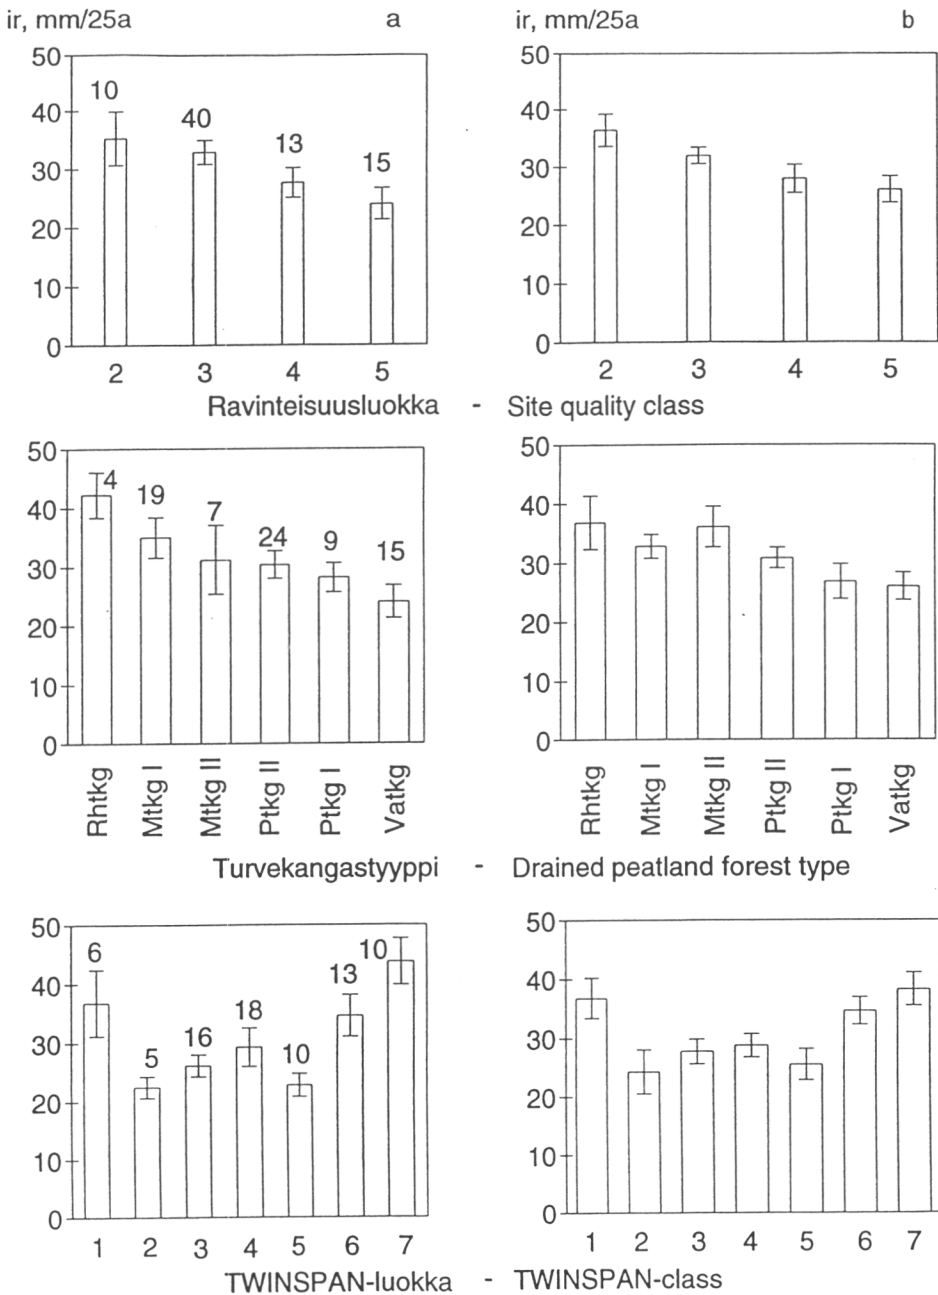 ir, mm/25a a ir, mm/25a b
50 50
10
40 40 40
13
15
30 30
20 20
10 10
0 0
2 3 4 5 2 3 4 5
Ravinteisuusluokka - Site quality class
50 50
4 19
40 7 40
24 9 15
30 30
20 20
10 10
0 0
Rhtkg Mtkg I Mtkg II Ptkg II Ptkg I Vatkg Rhtkg Mtkg I Mtkg II Ptkg II Ptkg I Vatkg
Turvekangastyyppi - Drained peatland forest type
50 50
6 10
40 13 40
18
16
30 5 10 30
20 20
10 10
0 0
1 2 3 4 5 6 7 1 2 3 4 5 6 7
TWINSPAN-luokka - TWINSPAN-class